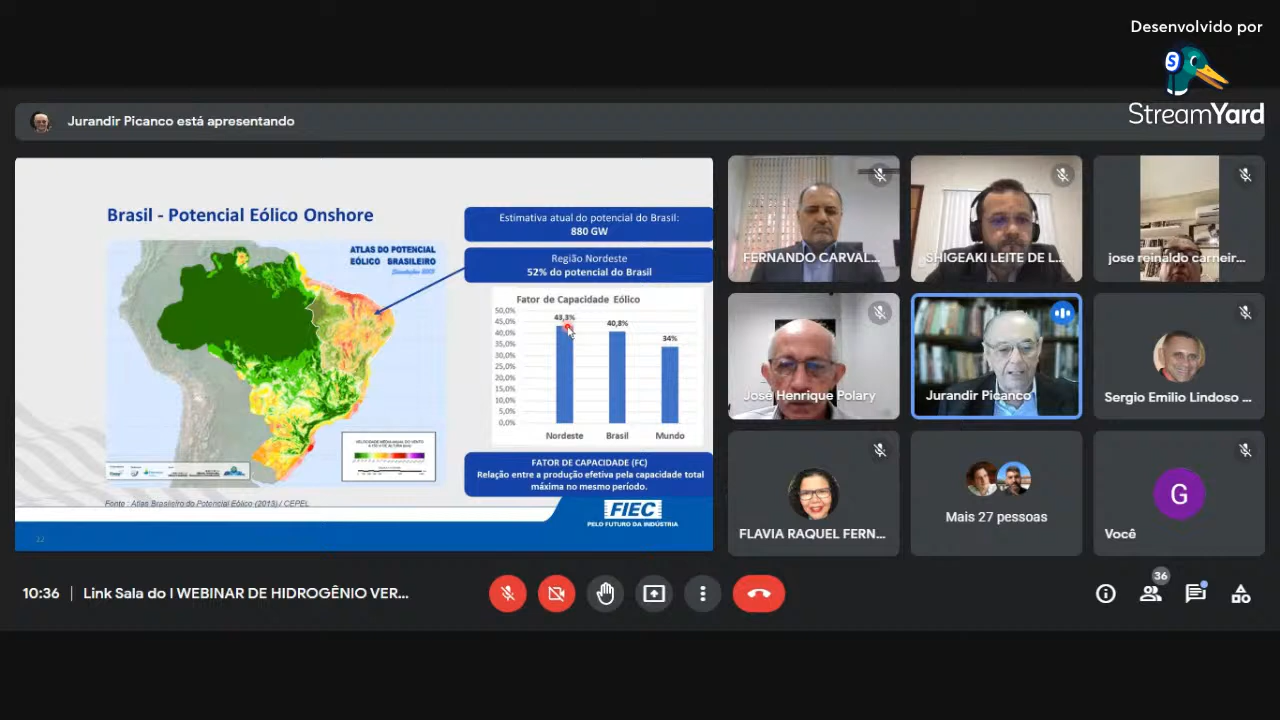 Desenvolvido por
StreamYard
Jurandir Picanco está apresentando
Brasil - Potencial Eólico Onshore
ATLAS DO POTENCIAL
EÓLICO BRASILEIRO
Estimativa atual do potencial do Brasil:
880 GW
Região Nordeste
52% do potencial do Brasil
Fator de Capacidade Eólico
50,0%
45,0%
40,0%
35,0%
30,0%
25,0%
20,0%
15,0%
10,0%
5,0%
0,0%
43,3%
40,8%
34%
Nordeste
Brasil
Mundo
FATOR DE CAPACIDADE (FC)
Relação entre a produção efetiva pela capacidade total
máxima no mesmo período.
Fonte : Atlas Brasileiro do Potencial Eólico (2013) / CEPEL
FIEC
PELO FUTURO DA INDÚSTRIA
FERNANDO CARVAL...
SHIGEAKI LEITE DE L...
jose reinaldo carneir...
José Henrique Polary
Jurandir Picanco
Sergio Emilio Lindoso ...
FLAVIA RAQUEL FERN...
Mais 27 pessoas
G
Você
10:36 | Link Sala do I WEBINAR DE HIDROGÊNIO VER...
36